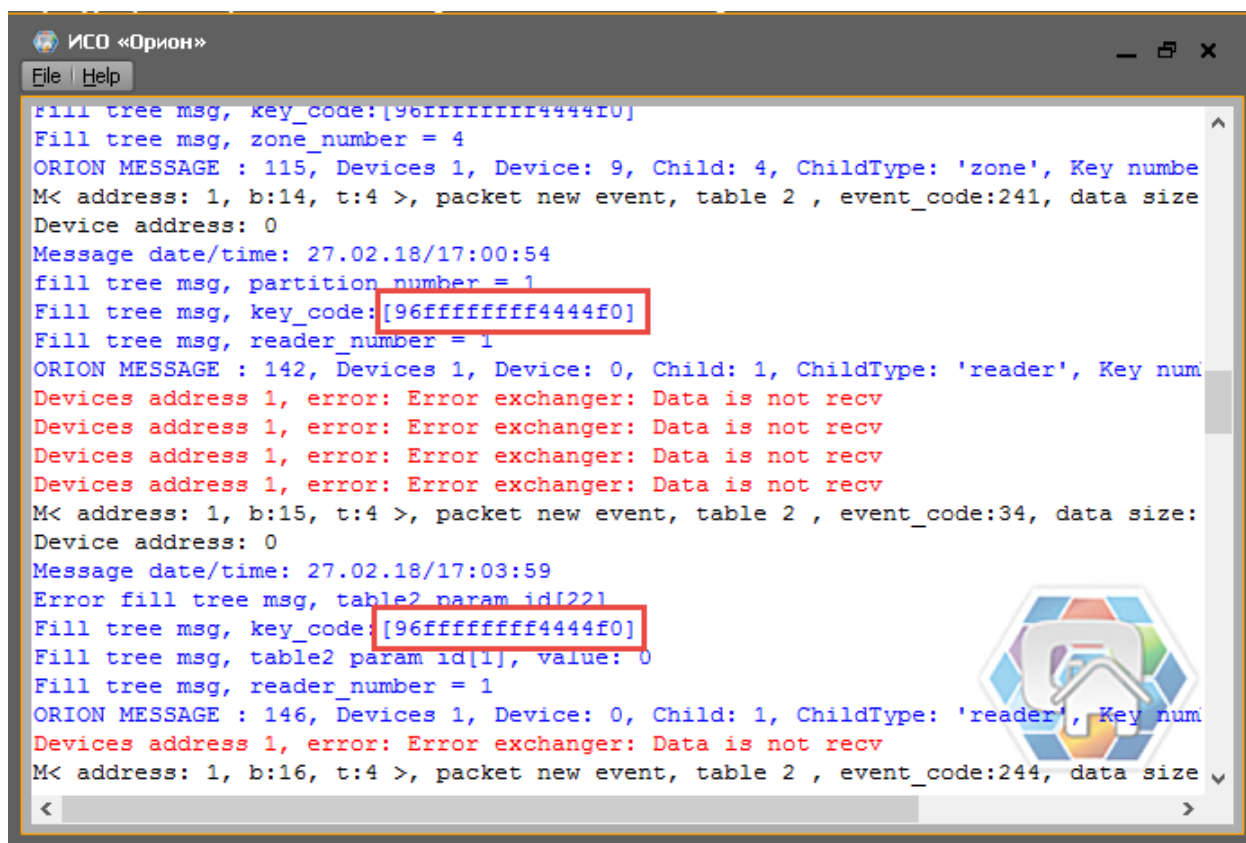 ИСО «Орион»
File Help
Fill tree msg, key_code:[96ffffffff4444f0]
Fill tree msg, zone_number = 4
ORION MESSAGE : 115, Devices 1, Device: 9, Child: 4, ChildType: 'zone', Key numbe
M< address: 1, b:14, t:4 >, packet new event, table 2 , event_code:241, data size
Device address: 0
Message date/time: 27.02.18/17:00:54
fill tree msg, partition_number = 1
Fill tree msg, key_code:[96ffffffff4444f0]
Fill tree msg, reader_number = 1
ORION MESSAGE : 142, Devices 1, Device: 0, Child: 1, ChildType: 'reader', Key num
Devices address 1, error: Error exchanger: Data is not recv
Devices address 1, error: Error exchanger: Data is not recv
Devices address 1, error: Error exchanger: Data is not recv
Devices address 1, error: Error exchanger: Data is not recv
M< address: 1, b:15, t:4 >, packet new event, table 2 , event_code:34, data size:
Device address: 0
Message date/time: 27.02.18/17:03:59
Error fill tree msg, table2 param id[22]
Fill tree msg, key_code:[96ffffffff4444f0]
Fill tree msg, table2 param id[1], value: 0
Fill tree msg, reader_number = 1
ORION MESSAGE : 146, Devices 1, Device: 0, Child: 1, ChildType: 'reader', Key num
Devices address 1, error: Error exchanger: Data is not recv
M< address: 1, b:16, t:4 >, packet new event, table 2 , event_code:244, data size